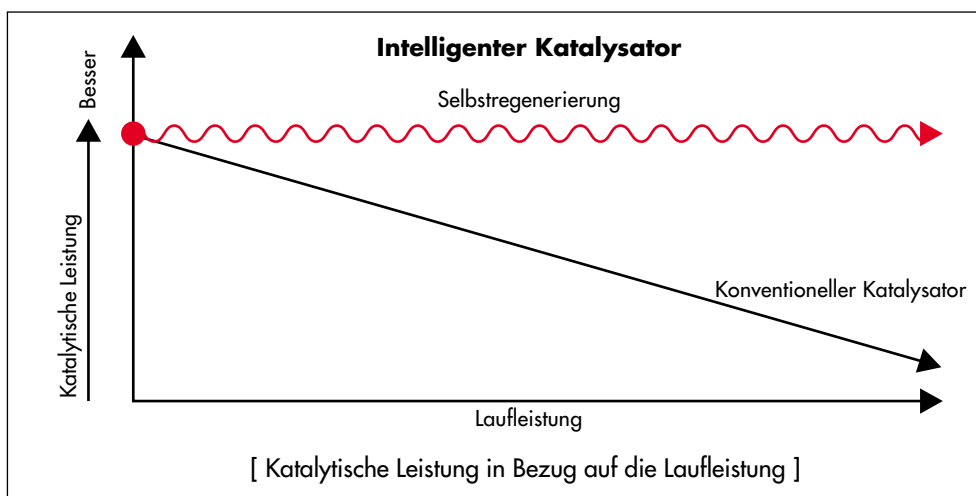 Intelligenter Katalysator
Besser
Selbstregenerierung
Katalytische Leistung
Konventioneller Katalysator
Laufleistung
[ Katalytische Leistung in Bezug auf die Laufleistung ]